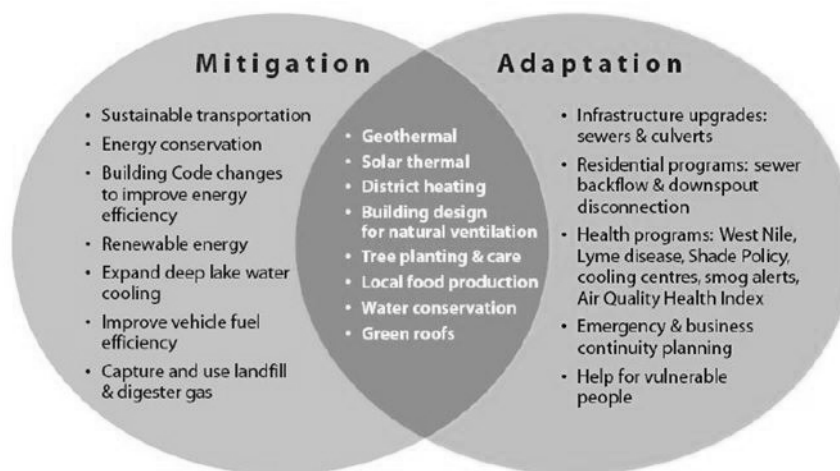 Mitigation
• Sustainable transportation
• Energy conservation
• Building Code changes
to improve energy
efficiency
• Renewable energy
• Expand deep lake water
cooling
• Improve vehicle fuel
efficiency
• Capture and use landfill
& digester gas
• Geothermal
• Solar thermal
• District heating
• Building design
for natural ventilation
• Tree planting & care
• Local food production
• Water conservation
• Green roofs
Adaptation
• Infrastructure upgrades:
sewers & culverts
• Residential programs: sewer
backflow & downspout
disconnection
• Health programs: West Nile,
Lyme disease, Shade Policy,
cooling centres, smog alerts,
Air Quality Health Index
• Emergency & business
continuity planning
• Help for vulnerable
people